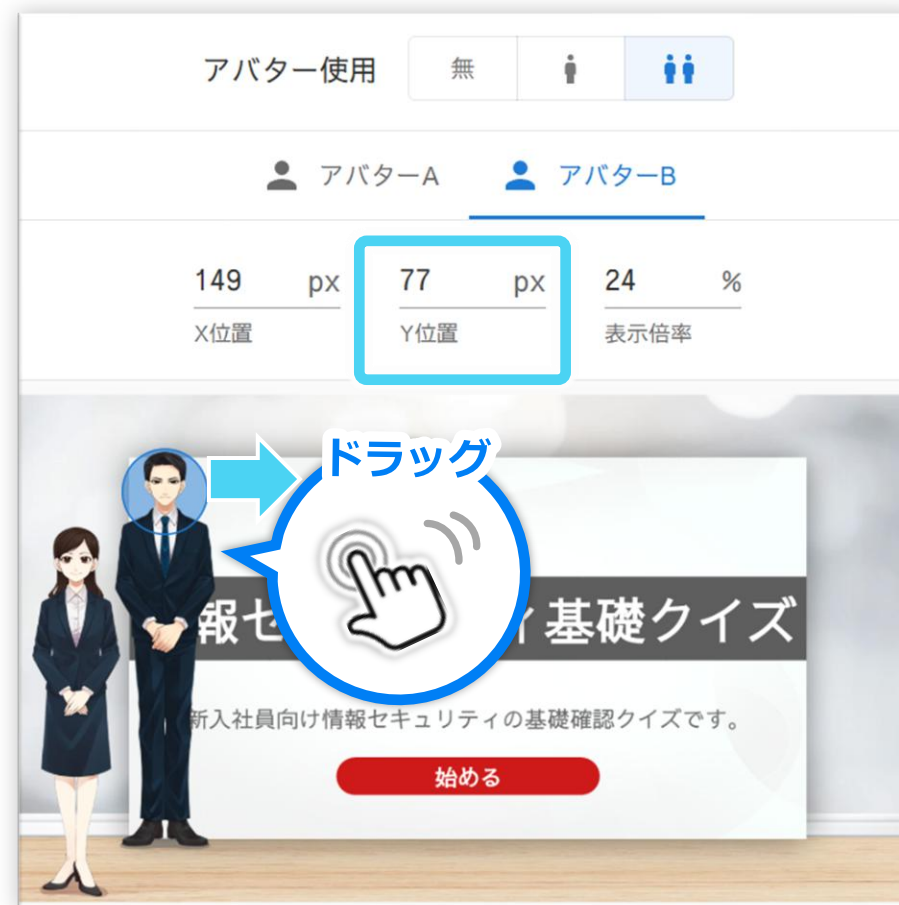 アバター使用 無
アバターA アバターB
149 px 77 px 24 %
X位置 Y位置 表示倍率
ドラッグ
報セ ィ基礎クイズ
新入社員向け情報セキュリティの基礎確認クイズです。
始める